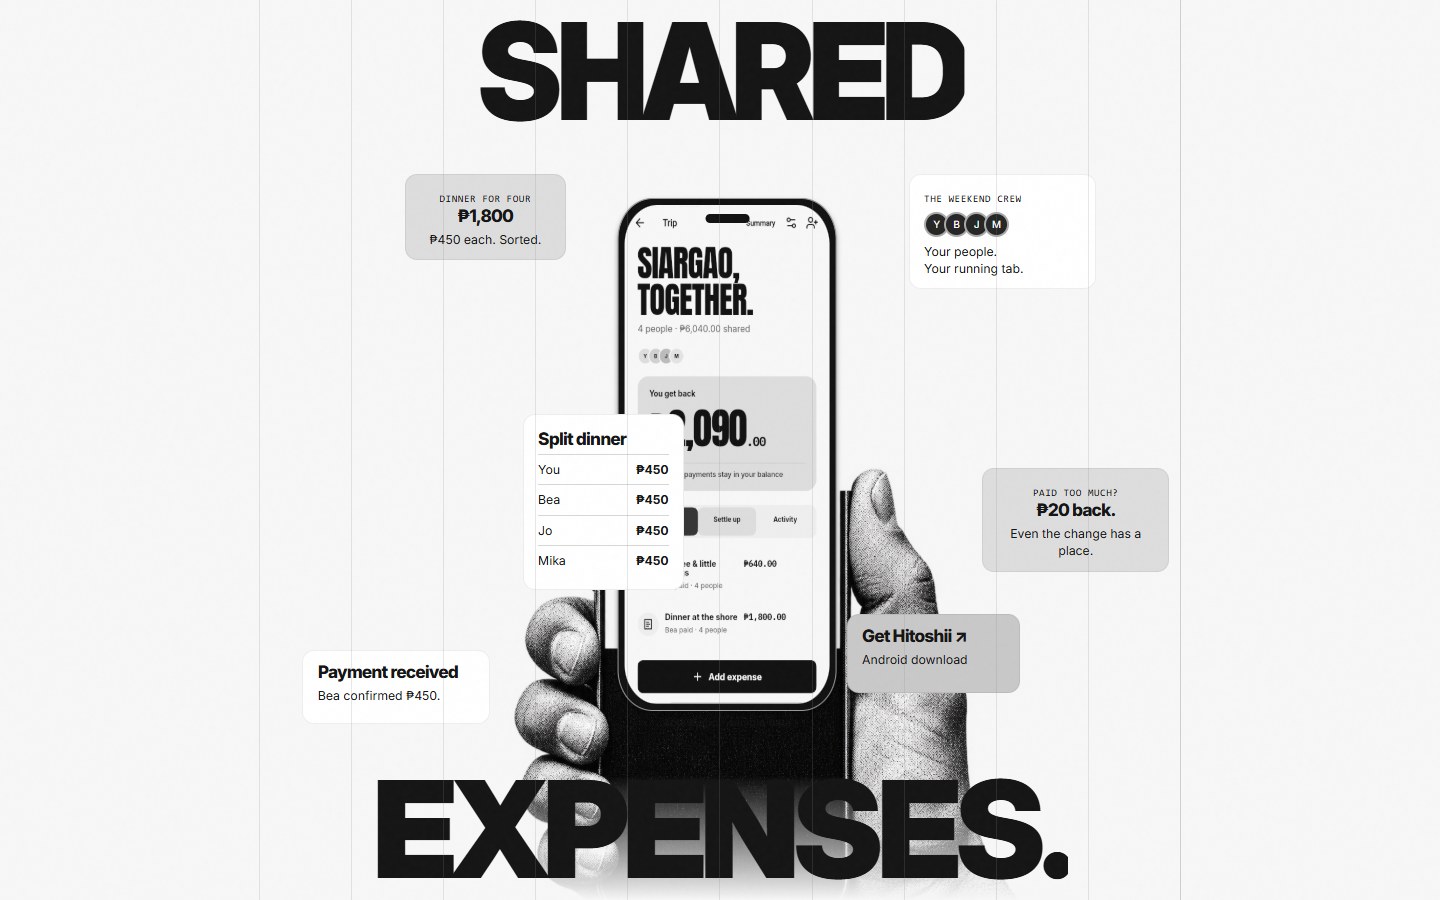 SHARED
DINNER FOR FOUR
₱1,800
₱450 each. Sorted.
THE WEEKEND CREW
Y B J M
Your people.
Your running tab.
Trip
Summary
SIARGAO,
TOGETHER.
4 people · ₱6,040.00 shared
Y B J M
You get back
,090.00
payments stay in your balance
Settle up
Activity
₱640.00
& little
4 people
Dinner at the shore ₱1,800.00
Bea paid · 4 people
+ Add expense
Split dinner
You ₱450
Bea ₱450
Jo ₱450
Mika ₱450
PAID TOO MUCH?
₱20 back.
Even the change has a
place.
Get Hitoshii ↗
Android download
Payment received
Bea confirmed ₱450.
EXPENSES.